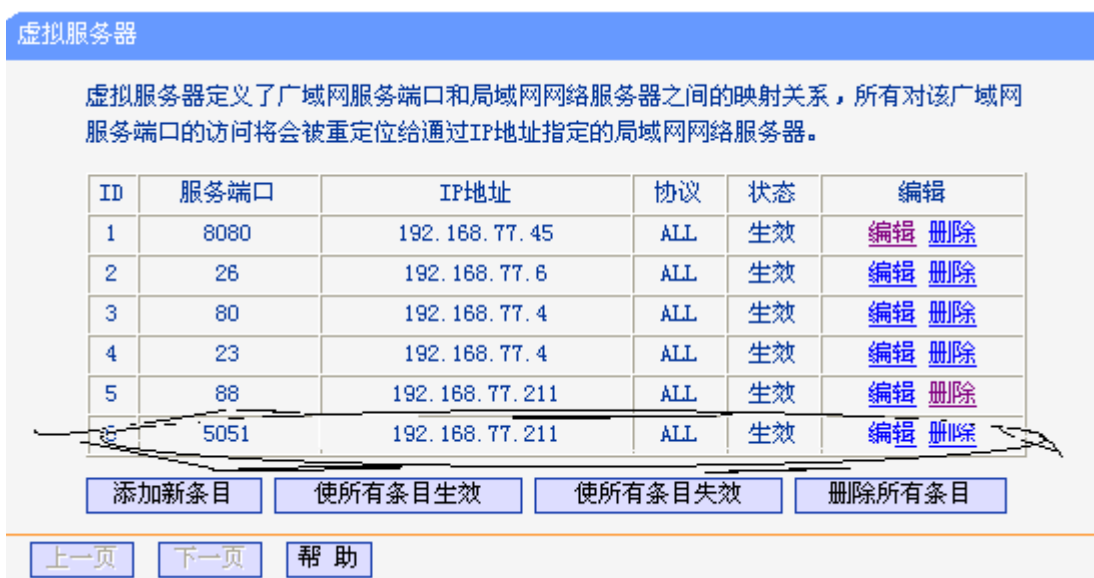 虚拟服务器
虚拟服务器定义了广域网服务端口和局域网网络服务器之间的映射关系，所有对该广域网
服务端口的访问将会被重定位给通过IP地址指定的局域网网络服务器。
ID 服务端口 IP地址 协议 状态 编辑
1 8080 192.168.77.45 ALL 生效 编辑 删除
2 26 192.168.77.6 ALL 生效 编辑 删除
3 80 192.168.77.4 ALL 生效 编辑 删除
4 23 192.168.77.4 ALL 生效 编辑 删除
5 88 192.168.77.211 ALL 生效 编辑 删除
6 5051 192.168.77.211 ALL 生效 编辑 删除
添加新条目 使所有条目生效 使所有条目失效 删除所有条目
上一页 下一页 帮 助